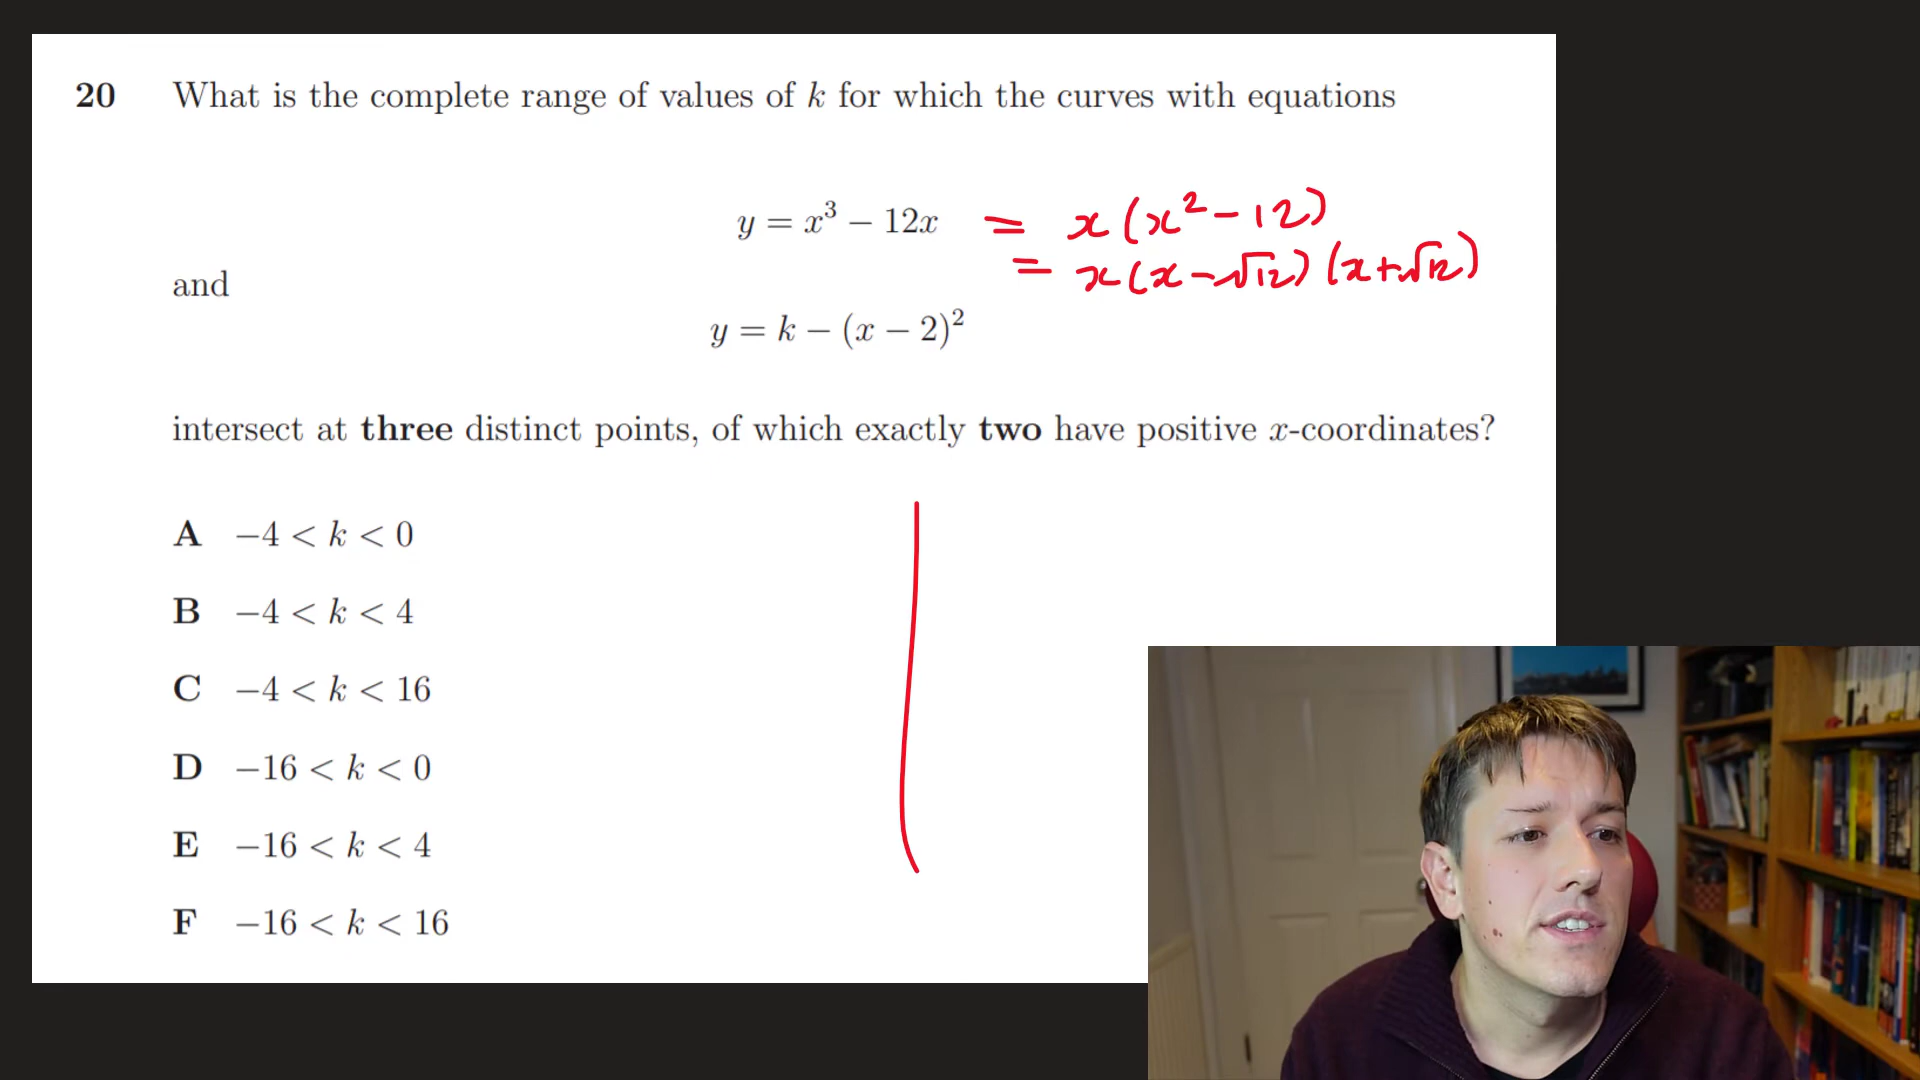 20 What is the complete range of values of k for which the curves with equations
y = x³ − 12x = x(x² − 12)
= x(x − √12)(x + √12)
and
y = k − (x − 2)²
intersect at three distinct points, of which exactly two have positive x-coordinates?
A −4 < k < 0
B −4 < k < 4
C −4 < k < 16
D −16 < k < 0
E −16 < k < 4
F −16 < k < 16